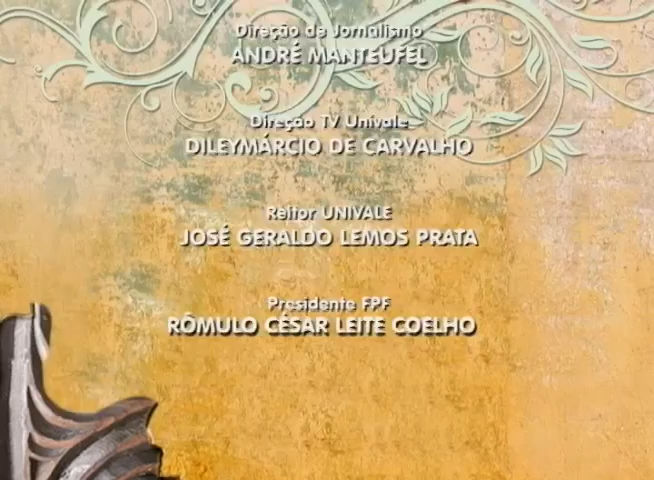 Direção de Jornalismo
ANDRÉ MANTEUFEL
Direção TV Univale
DILEYMÁRCIO DE CARVALHO
Reitor UNIVALE
JOSÉ GERALDO LEMOS PRATA
Presidente FPF
RÔMULO CÉSAR LEITE COELHO